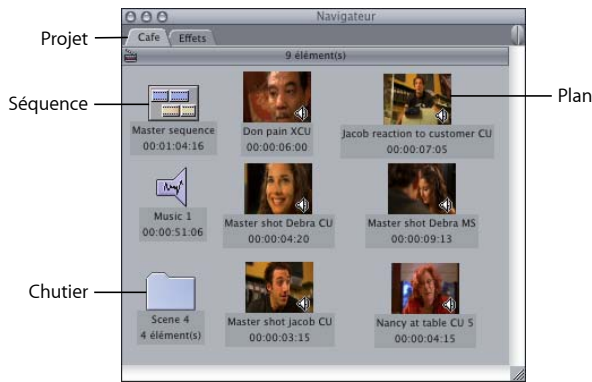 Navigateur
Projet
Cafe Effets
9 élément(s)
Séquence
Plan
Master sequence
00:01:04:16
Don pain XCU
00:00:06:00
Jacob reaction to customer CU
00:00:07:05
Music 1
00:00:51:06
Master shot Debra CU
00:00:04:20
Master shot Debra MS
00:00:09:13
Chutier
Scene 4
4 élément(s)
Master shot jacob CU
00:00:03:15
Nancy at table CU 5
00:00:04:15